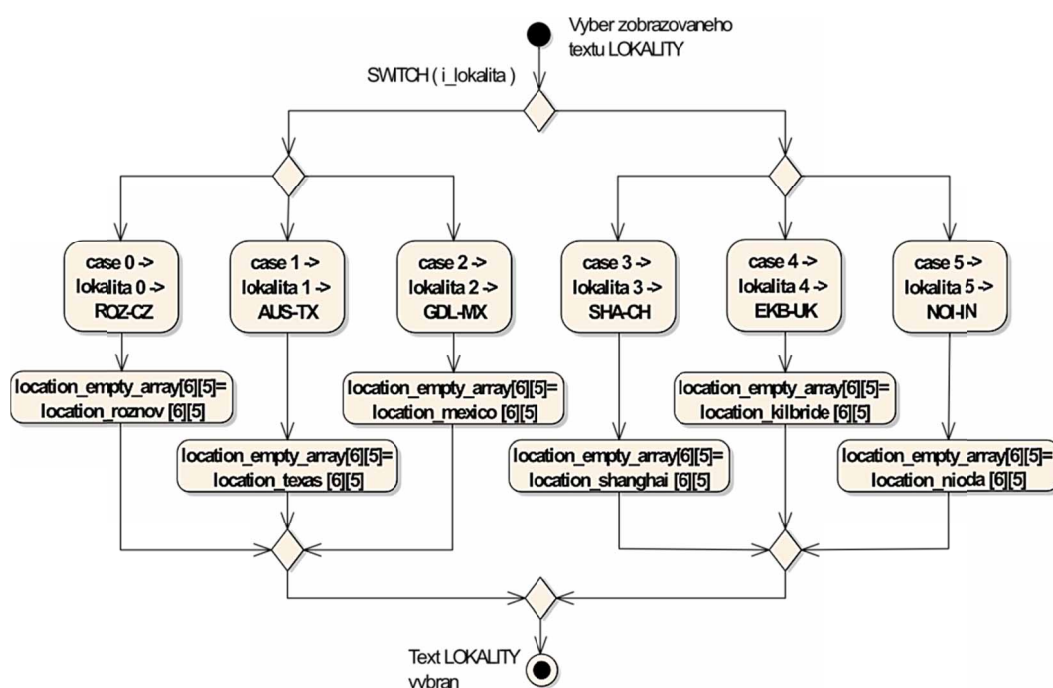 Vyber zobrazovaneho
textu LOKALITY
SWITCH ( i_lokalita )
case 0 ->
lokalita 0->
ROZ-CZ
case 1 ->
lokalita 1->
AUS-TX
case 2 ->
lokalita 2->
GDL-MX
case 3 ->
lokalita 3->
SHA-CH
case 4 ->
lokalita 4->
EKB-UK
case 5 ->
lokalita 5->
NOI-IN
location_empty_array[6][5]=
location_roznov [6][5]
location_empty_array[6][5]=
location_texas [6][5]
location_empty_array[6][5]=
location_mexico [6][5]
location_empty_array[6][5]=
location_shanghai [6][5]
location_empty_array[6][5]=
location_kilbride [6][5]
location_empty_array[6][5]=
location_nioda [6][5]
Text LOKALITY
vybran